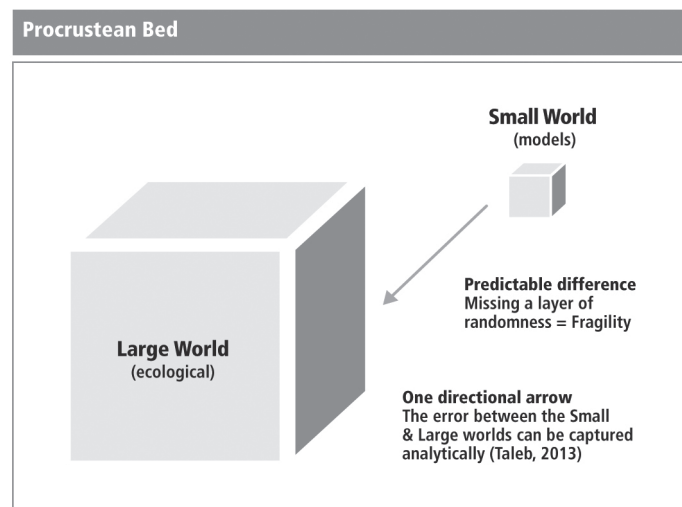 Procrustean Bed
Small World
(models)
Predictable difference
Missing a layer of
randomness = Fragility
Large World
(ecological)
One directional arrow
The error between the Small
& Large worlds can be captured
analytically (Taleb, 2013)